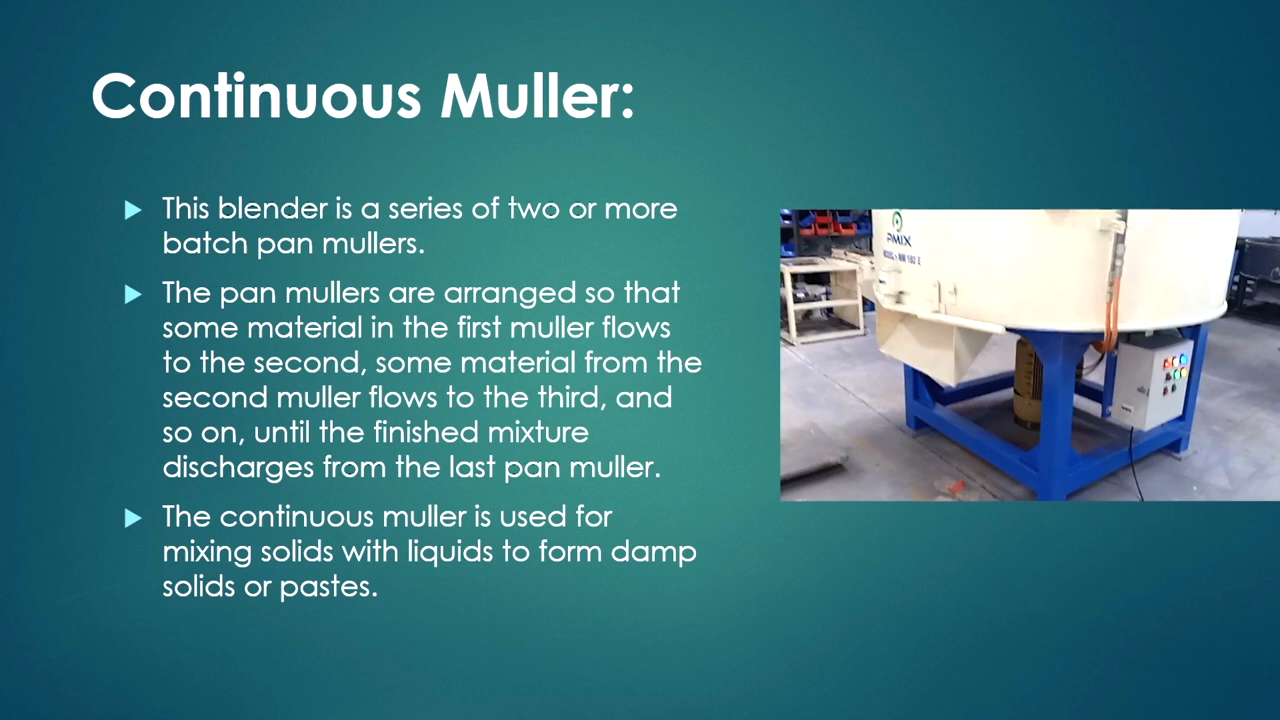 Continuous Muller:
This blender is a series of two or more
batch pan mullers.
The pan mullers are arranged so that
some material in the first muller flows
to the second, some material from the
second muller flows to the third, and
so on, until the finished mixture
discharges from the last pan muller.
The continuous muller is used for
mixing solids with liquids to form damp
solids or pastes.
PMIX